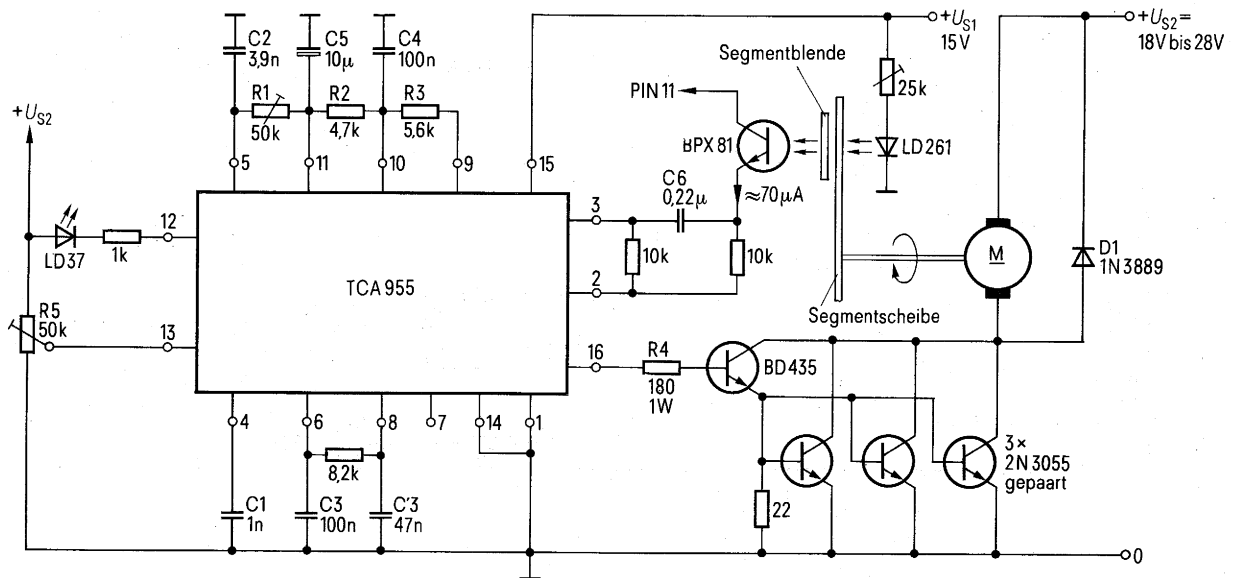 C2
3,9n
C5
10µ
C4
100n
+U_S1
15V
+U_S2=
18V bis 28V
Segmentblende
25k
R1
50k
R2
4,7k
R3
5,6k
PIN 11
BPX 81
LD 261
+U_S2
5
11
10
9
15
C6
0,22µ
≈70µA
3
12
LD37
1k
10k
10k
M
D1
1N3889
TCA 955
2
R5
50k
13
Segmentscheibe
16
R4
180
1W
BD435
4
6
8
7
14
1
8,2k
3×
2N3055
gepaart
C1
1n
C3
100n
C'3
47n
22
0